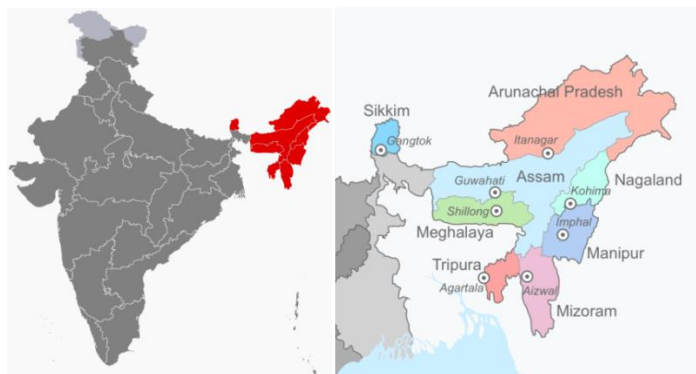 Arunachal Pradesh
Sikkim
Gangtok
Itanagar
Assam
Guwahati
Nagaland
Kohima
Shillong
Imphal
Meghalaya
Manipur
Tripura
Agartala
Aizwal
Mizoram